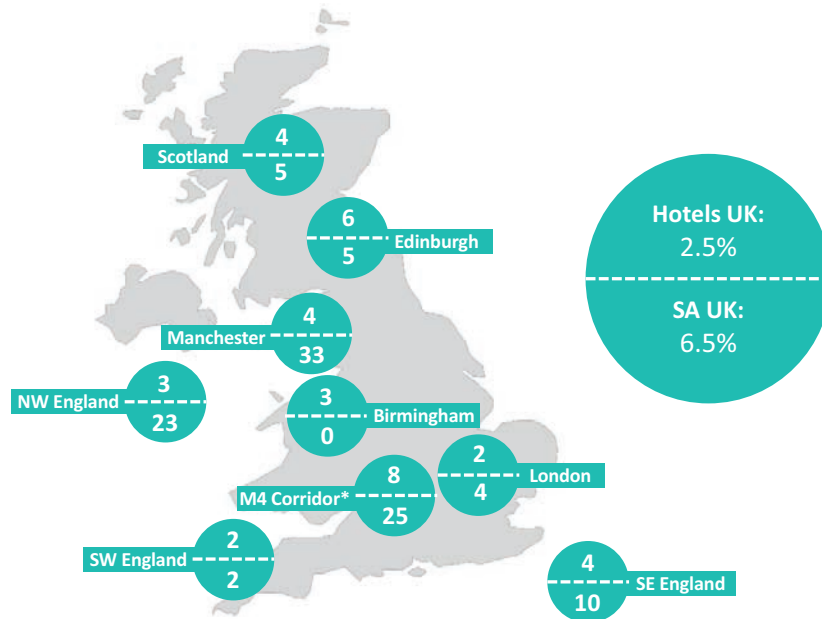 4
Scotland
5
6
Edinburgh
5
Hotels UK:
2.5%
SA UK:
6.5%
4
Manchester
33
3
NW England
23
3
Birmingham
0
2
London
4
8
M4 Corridor*
25
2
SW England
2
4
SE England
10